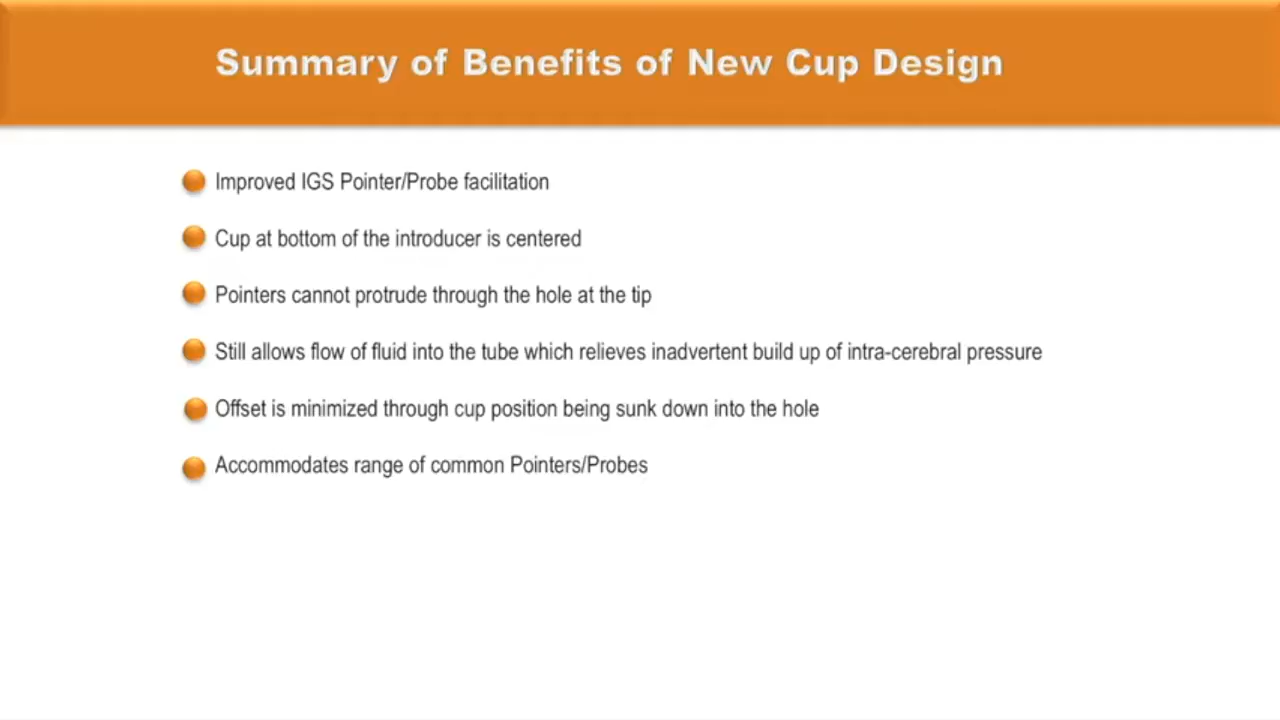 Summary of Benefits of New Cup Design
Improved IGS Pointer/Probe facilitation
Cup at bottom of the introducer is centered
Pointers cannot protrude through the hole at the tip
Still allows flow of fluid into the tube which relieves inadvertent build up of intra-cerebral pressure
Offset is minimized through cup position being sunk down into the hole
Accommodates range of common Pointers/Probes